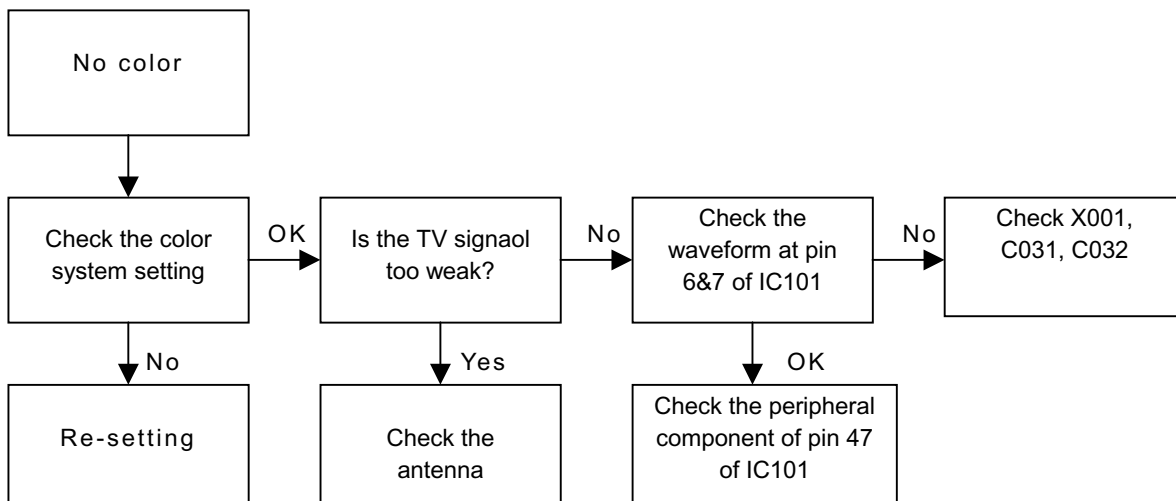 No color
Check the color
system setting
OK
Is the TV signaol
too weak?
No
Check the
waveform at pin
6&7 of IC101
No
Check X001,
C031, C032
No
Yes
OK
Re-setting
Check the
antenna
Check the peripheral
component of pin 47
of IC101